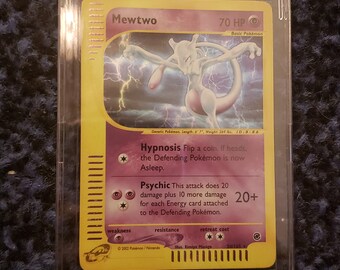 Mewtwo 70 HP
Basic Pokémon
Hypnosis Flip a coin. If heads,
the Defending Pokémon is now
Asleep.
Psychic This attack does 20
damage plus 10 more damage
for each Energy card attached
to the Defending Pokémon.
20+
weakness resistance retreat cost